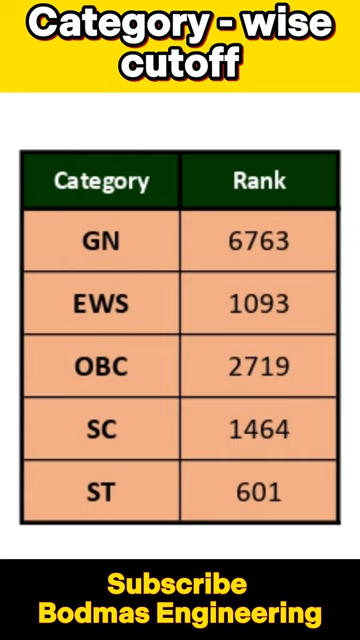 Category - wise
cutoff
Category Rank
GN 6763
EWS 1093
OBC 2719
SC 1464
ST 601
Subscribe
Bodmas Engineering